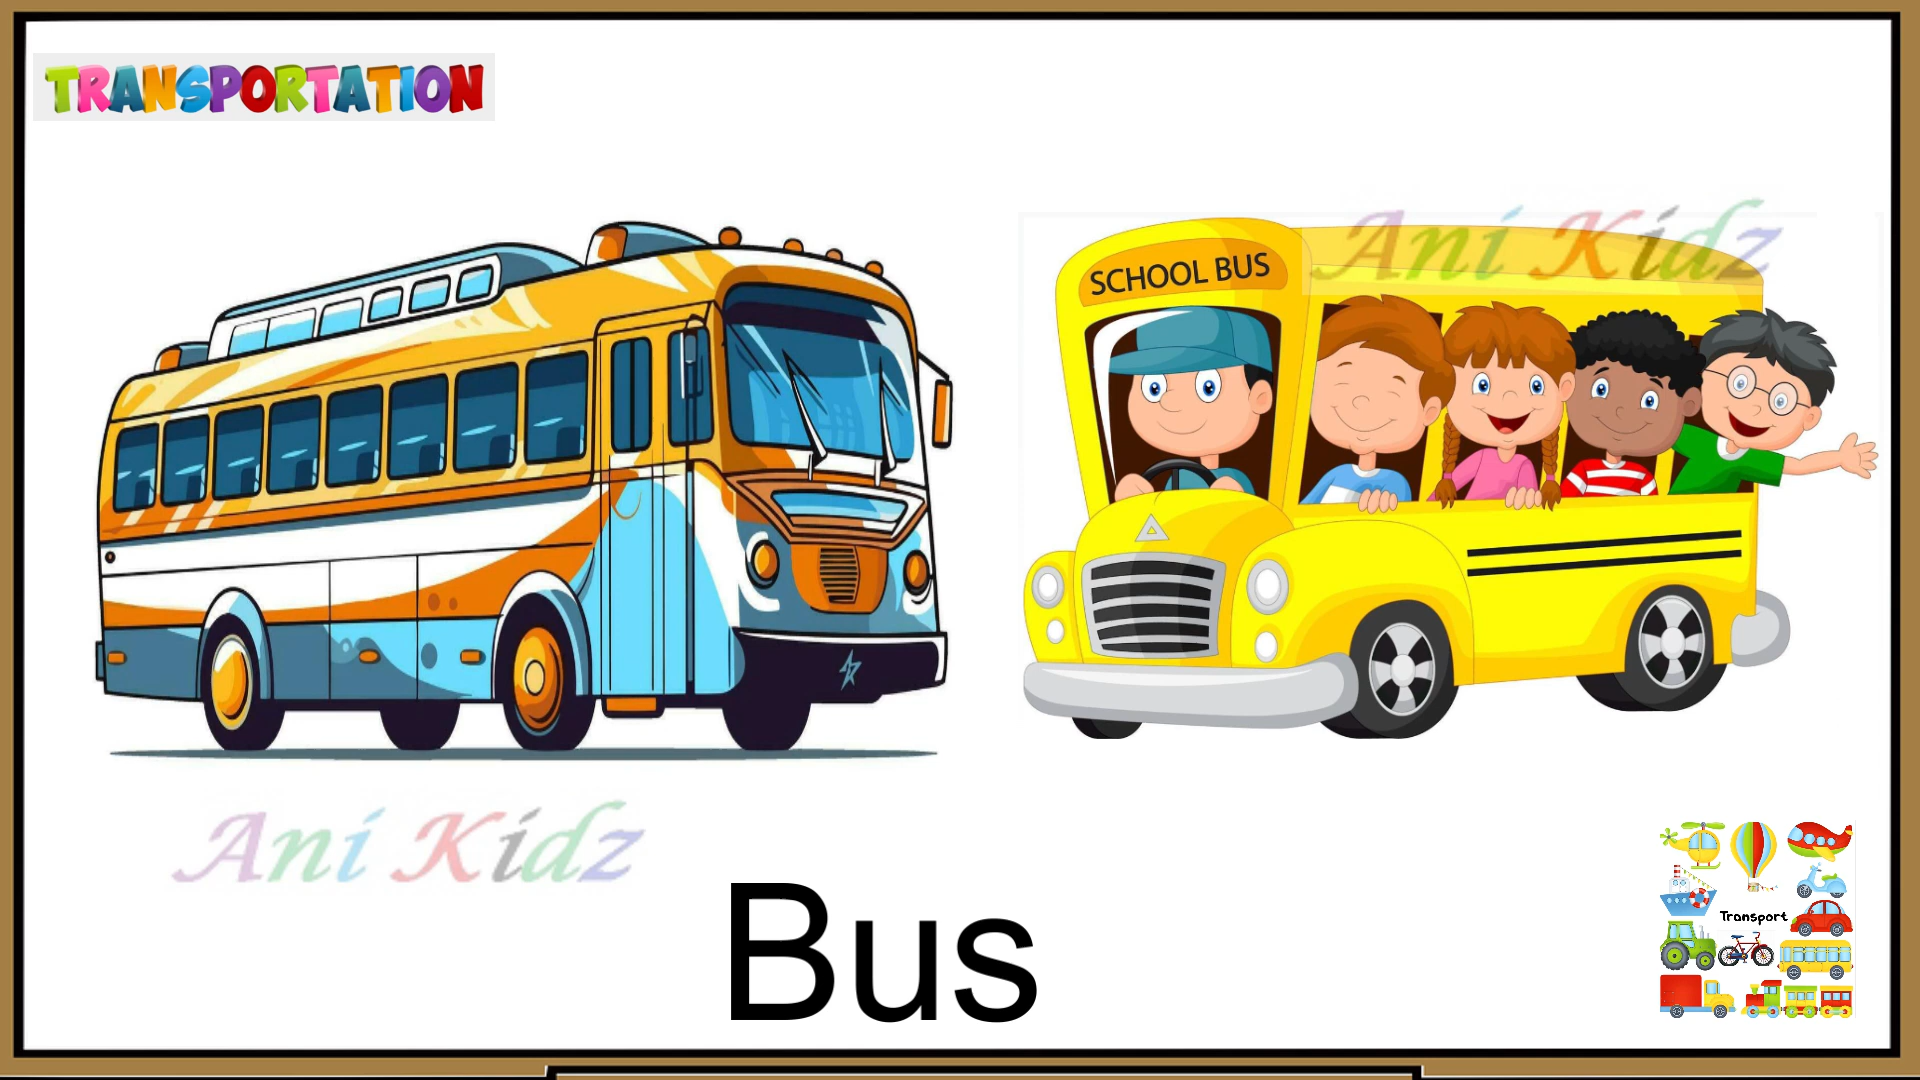 TRANSPORTATION
Ani Kidz
SCHOOL BUS
Ani Kidz
Transport
Bus